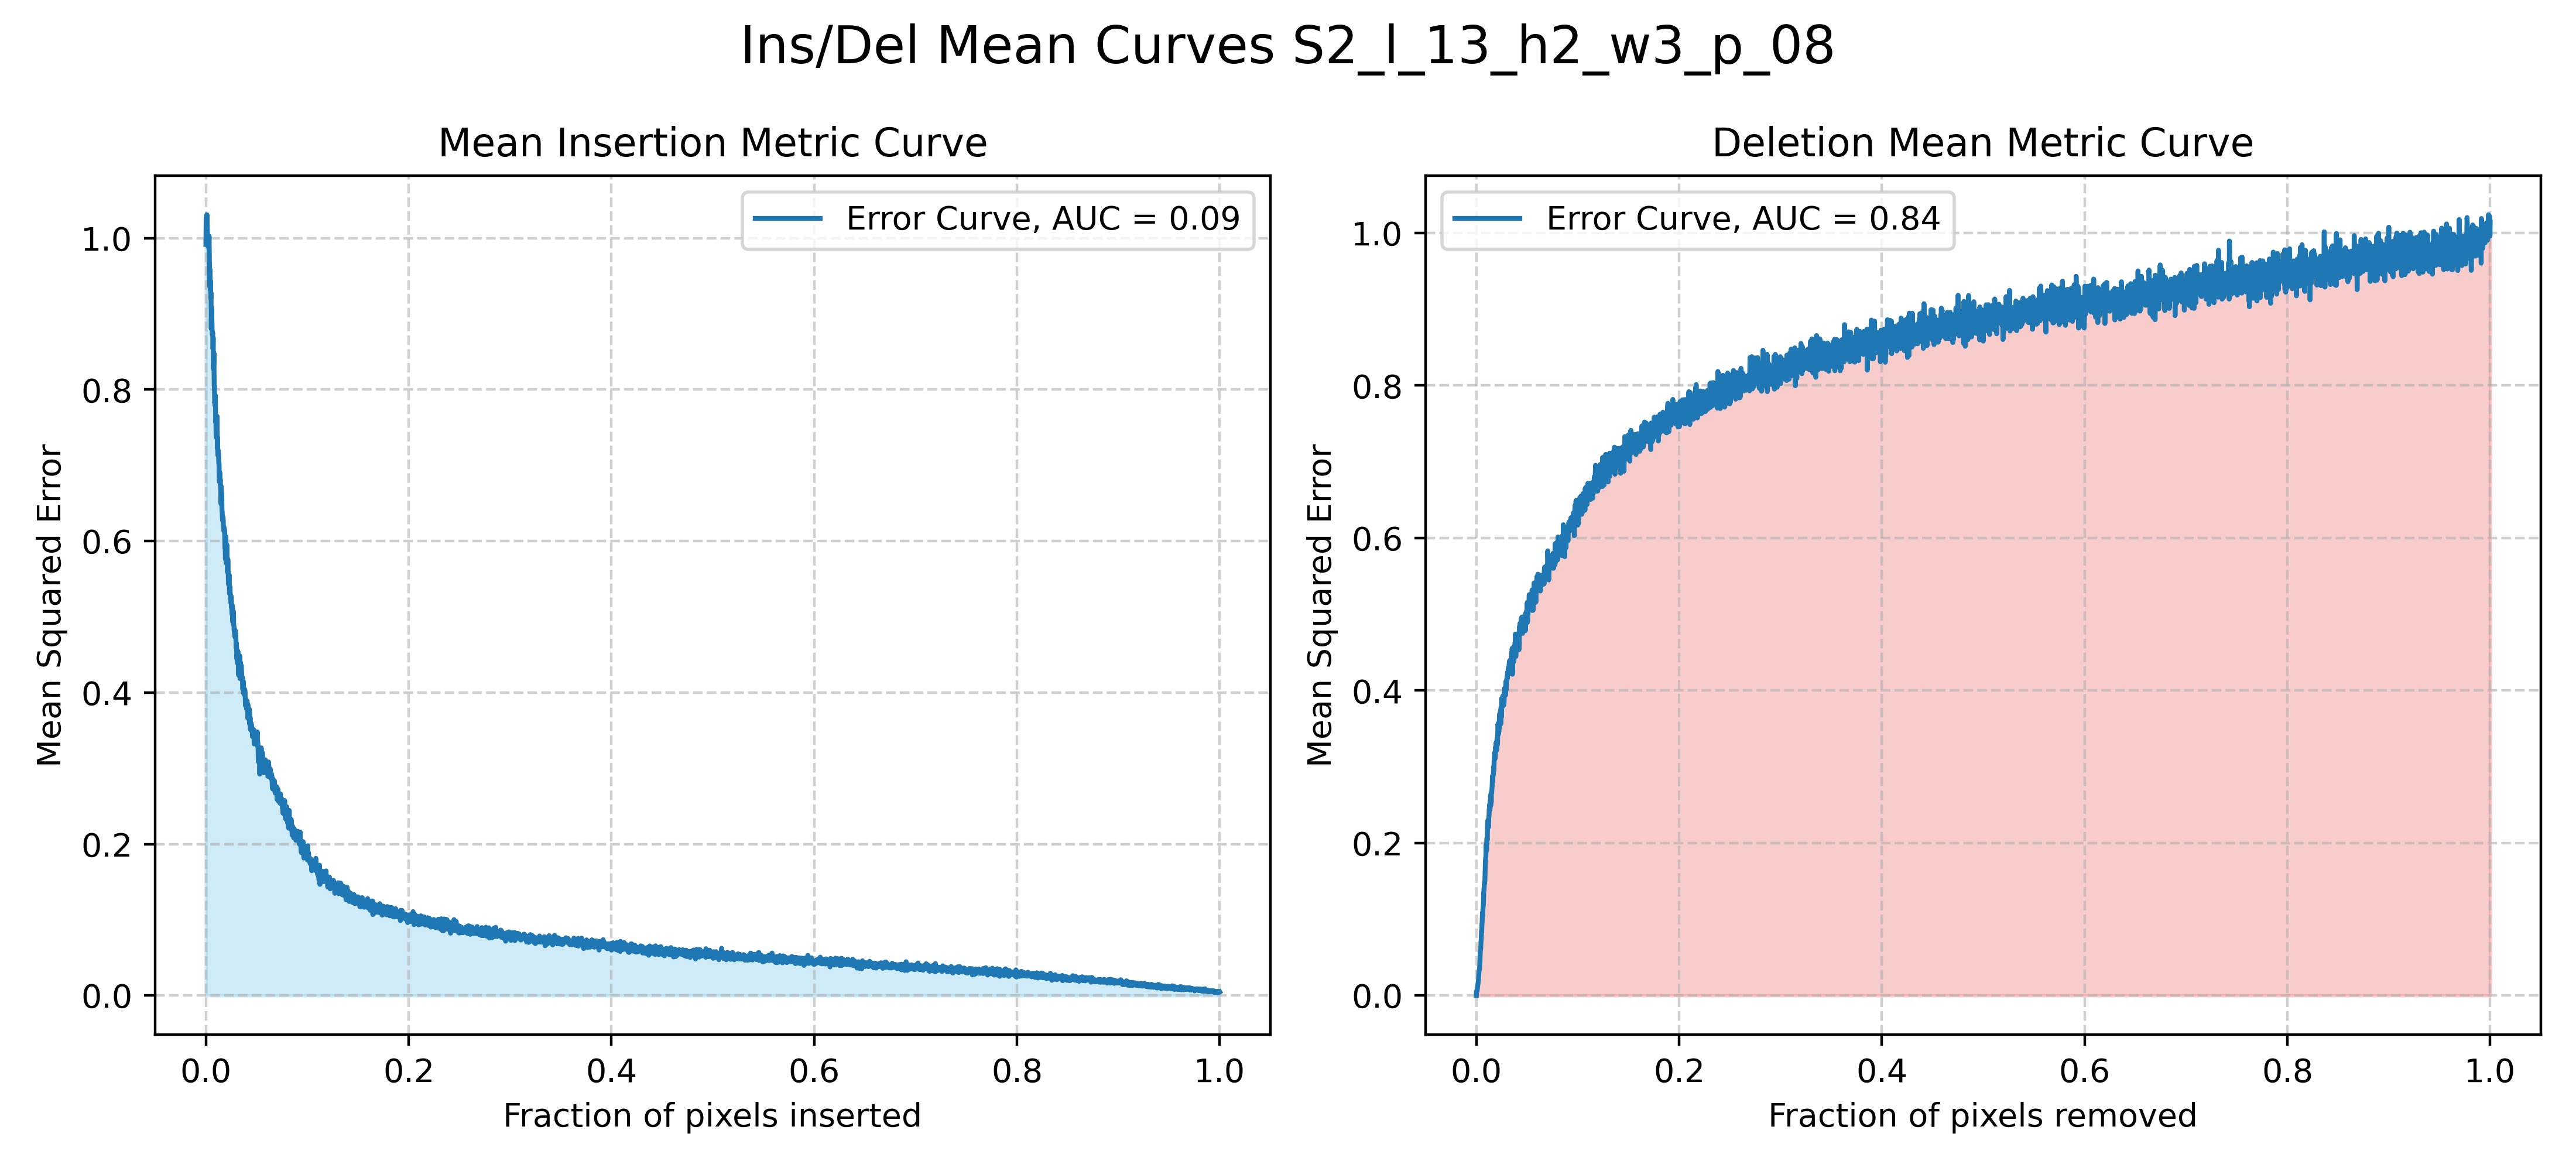 Ins/Del Mean Curves S2_l_13_h2_w3_p_08
Mean Insertion Metric Curve
Error Curve, AUC = 0.09
Mean Squared Error
1.0
0.8
0.6
0.4
0.2
0.0
0.0 0.2 0.4 0.6 0.8 1.0
Fraction of pixels inserted
Deletion Mean Metric Curve
Error Curve, AUC = 0.84
Mean Squared Error
1.0
0.8
0.6
0.4
0.2
0.0
0.0 0.2 0.4 0.6 0.8 1.0
Fraction of pixels removed